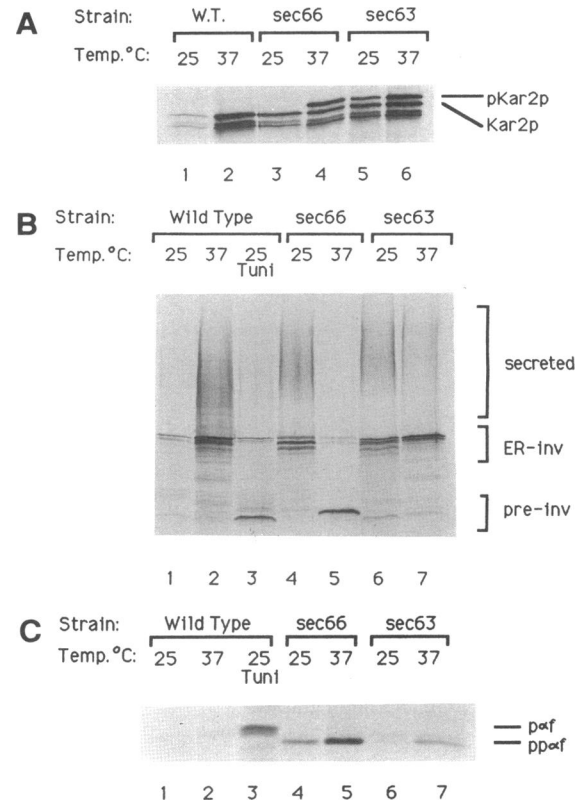 A
Strain: W.T. sec66 sec63
Temp.°C: 25 37 25 37 25 37
pKar2p
Kar2p
1 2 3 4 5 6
B
Strain: Wild Type sec66 sec63
Temp.°C: 25 37 25 25 37 25 37
Tuni
secreted
ER-inv
pre-inv
1 2 3 4 5 6 7
C
Strain: Wild Type sec66 sec63
Temp.°C: 25 37 25 25 37 25 37
Tuni
pαf
ppαf
1 2 3 4 5 6 7